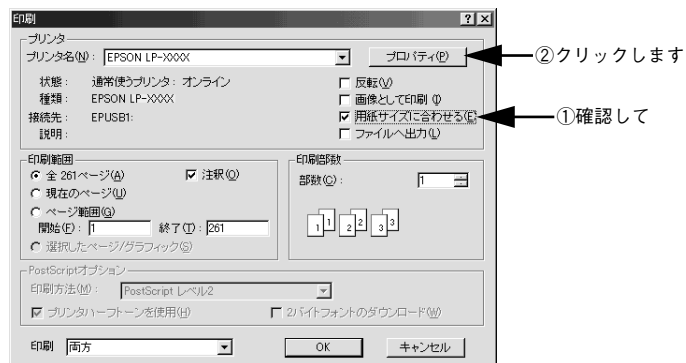 印刷
プリンタ
プリンタ名(N): EPSON LP-XXXX プロパティ(P) ②クリックします
状態: 通常使うプリンタ: オンライン 反転(V)
種類: EPSON LP-XXXX 画像として印刷(I)
接続先: EPUSB1: 用紙サイズに合わせる(E) ①確認して
説明: ファイルへ出力(L)
印刷範囲 印刷部数
全 261ページ(A) 注釈(O) 部数(C): 1
現在のページ(U)
ページ範囲(G)
開始(F): 1 終了(T): 261 1 1 2 2 3 3
選択したページ/グラフィック(S)
PostScriptオプション
印刷方法(M): PostScript レベル2
プリンタハーフトーンを使用(H) 2バイトフォントのダウンロード(W)
印刷 両方 OK キャンセル